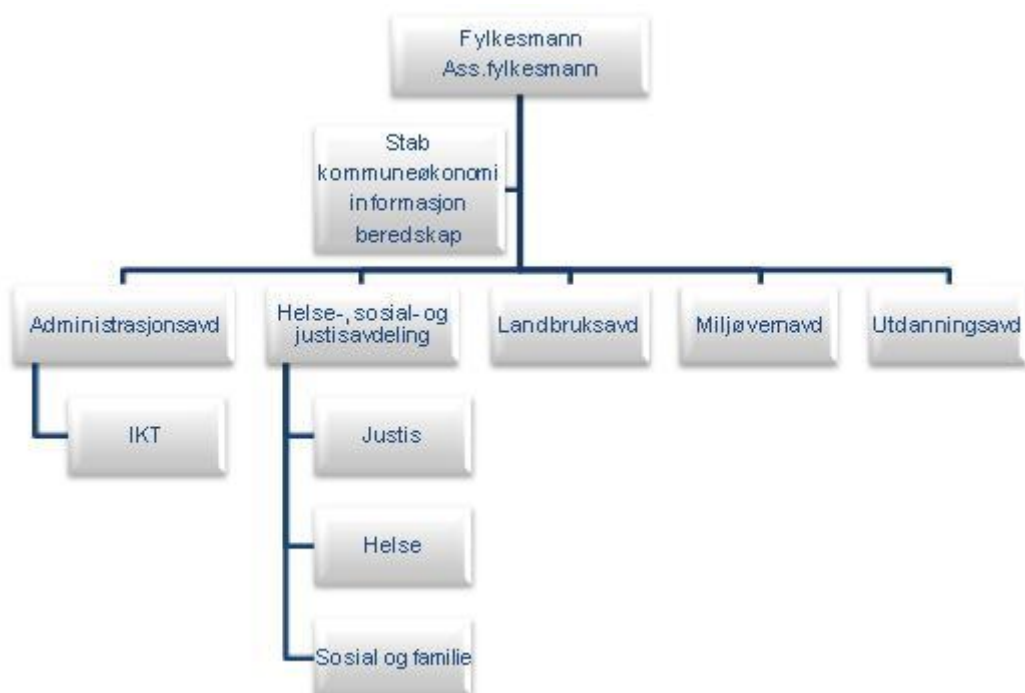 Fylkesmann
Ass.fylkesmann
Stab
kommuneøkonomi
informasjon
beredskap
Administrasjonsavd
Helse-, sosial- og
justisavdeling
Landbruksavd
Miljøvernavd
Utdanningsavd
IKT
Justis
Helse
Sosial og familie